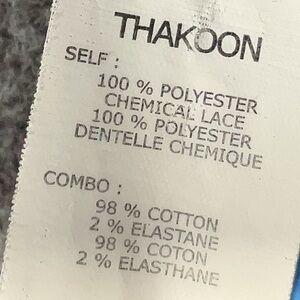 THAKOON
SELF :
100 % POLYESTER
CHEMICAL LACE
100 % POLYESTER
DENTELLE CHEMIQUE
COMBO :
98 % COTTON
2 % ELASTANE
98 % COTON
2 % ELASTHANE